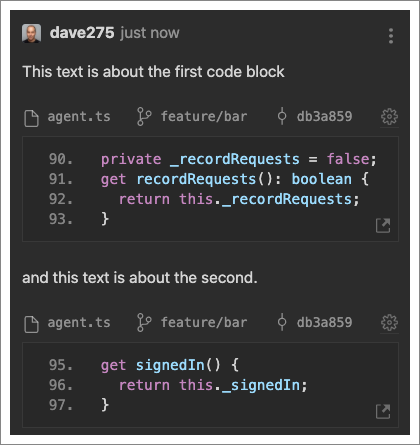 dave275 just now
This text is about the first code block
agent.ts feature/bar db3a859
90. private _recordRequests = false;
91. get recordRequests(): boolean {
92. return this._recordRequests;
93. }
and this text is about the second.
agent.ts feature/bar db3a859
95. get signedIn() {
96. return this._signedIn;
97. }